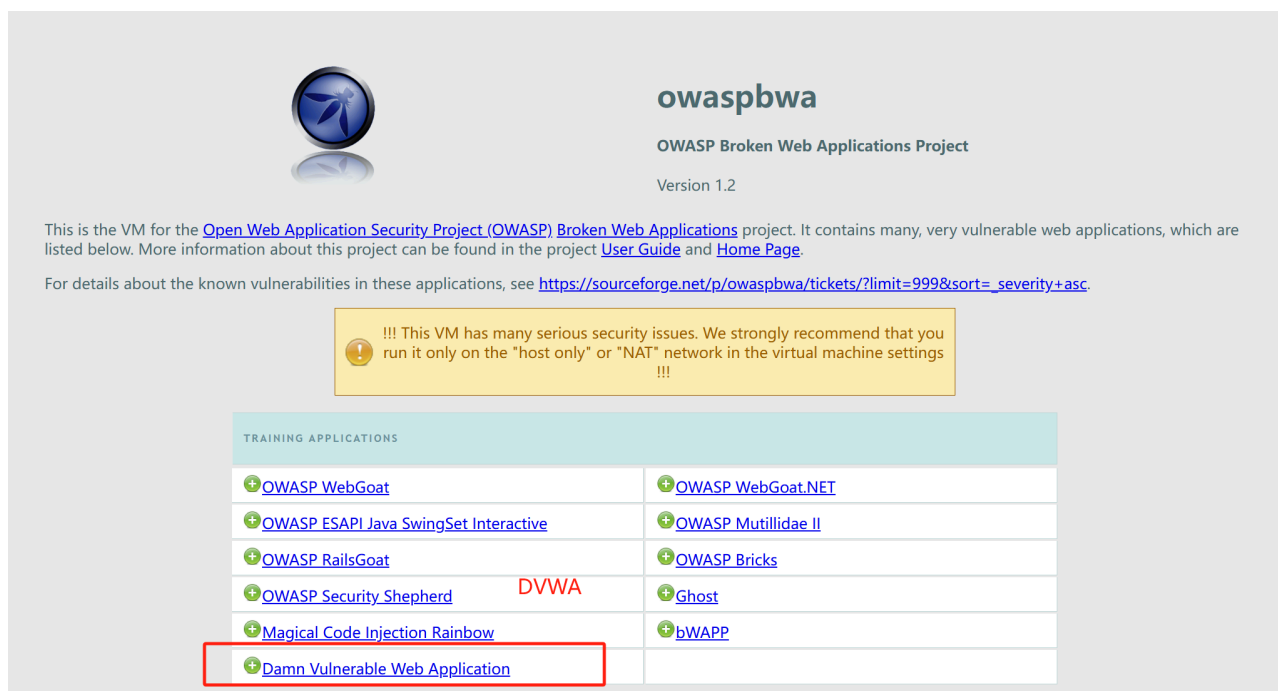 owaspbwa
OWASP Broken Web Applications Project
Version 1.2
This is the VM for the Open Web Application Security Project (OWASP) Broken Web Applications project. It contains many, very vulnerable web applications, which are
listed below. More information about this project can be found in the project User Guide and Home Page.
For details about the known vulnerabilities in these applications, see https://sourceforge.net/p/owaspbwa/tickets/?limit=999&sort=_severity+asc.
!!! This VM has many serious security issues. We strongly recommend that you
run it only on the "host only" or "NAT" network in the virtual machine settings
!!!
TRAINING APPLICATIONS
OWASP WebGoat
OWASP WebGoat.NET
OWASP ESAPI Java SwingSet Interactive
OWASP Mutillidae II
OWASP RailsGoat
OWASP Bricks
DVWA
OWASP Security Shepherd
Ghost
Magical Code Injection Rainbow
bWAPP
Damn Vulnerable Web Application